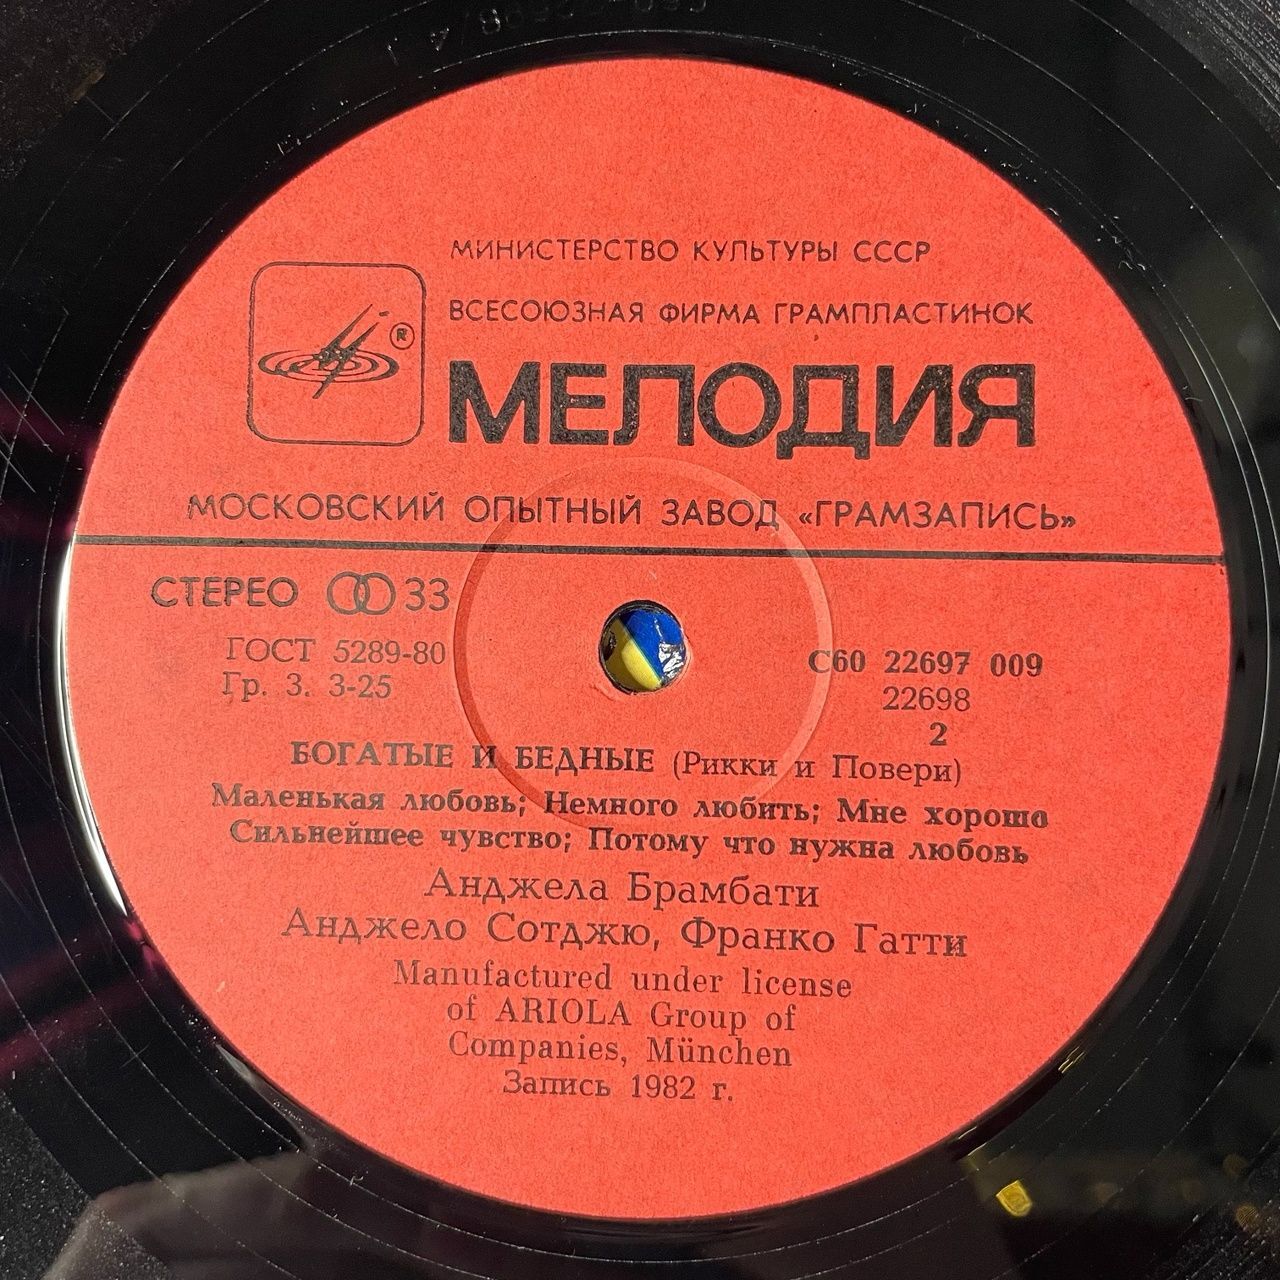 МИНИСТЕРСТВО КУЛЬТУРЫ СССР
ВСЕСОЮЗНАЯ ФИРМА ГРАМПЛАСТИНОК
®
МЕЛОДИЯ
МОСКОВСКИЙ ОПЫТНЫЙ ЗАВОД «ГРАМЗАПИСЬ»
СТЕРЕО 33
ГОСТ 5289-80
Гр. 3. 3-25
С60 22697 009
22698
2
БОГАТЫЕ И БЕДНЫЕ (Рикки и Повери)
Маленькая любовь; Немного любить; Мне хорошо
Сильнейшее чувство; Потому что нужна любовь
Анджела Брамбати
Анджело Сотджю, Франко Гатти
Manufactured under license
of ARIOLA Group of
Companies, München
Запись 1982 г.